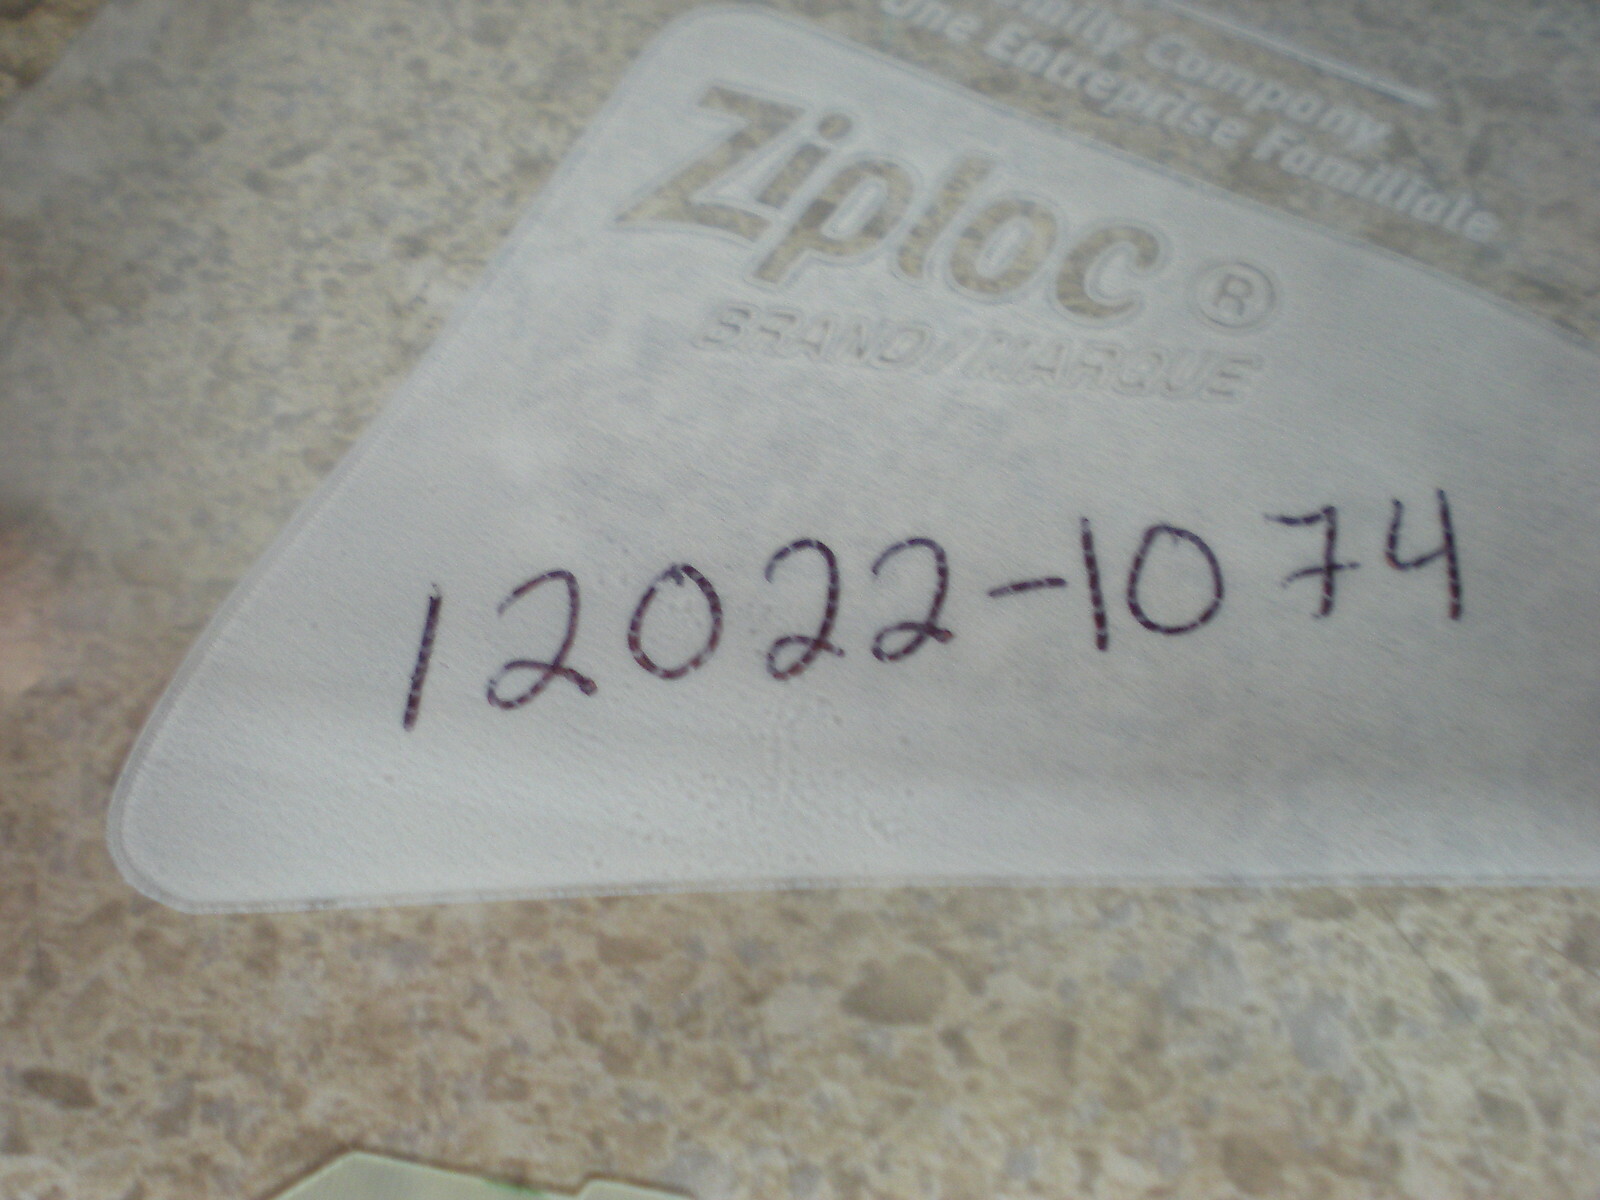 Family Company
Une Entreprise Familiale
Ziploc ®
BRAND/MARQUE
12022-1074